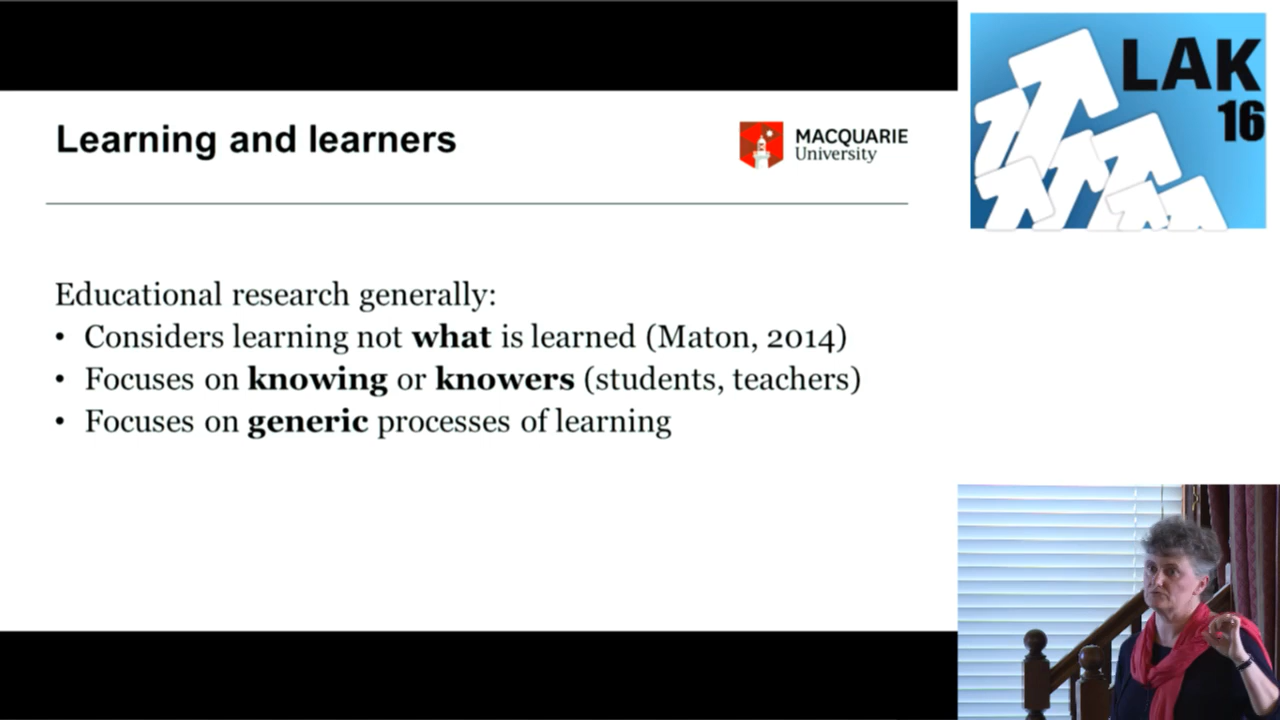 Learning and learners
MACQUARIE
University
LAK
16
Educational research generally:
• Considers learning not what is learned (Maton, 2014)
• Focuses on knowing or knowers (students, teachers)
• Focuses on generic processes of learning